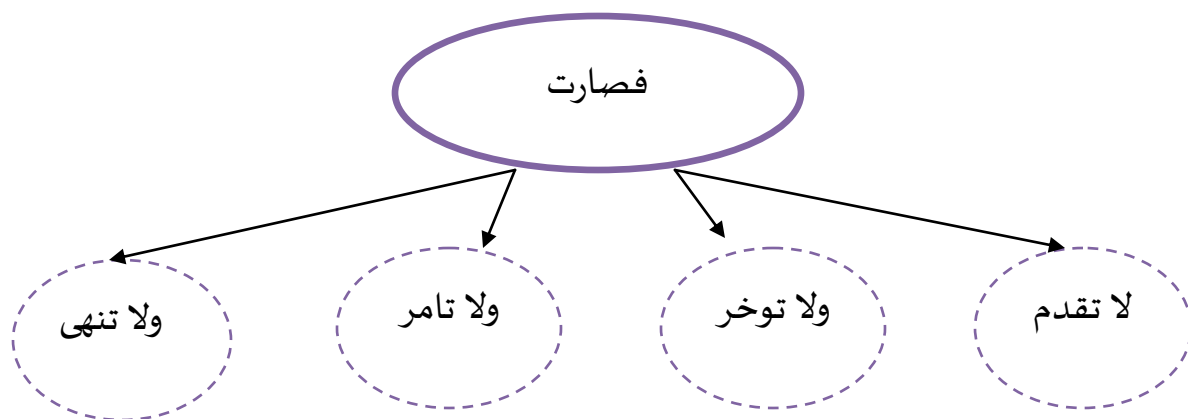 فصارت
لا تقدم
ولا توخر
ولا تامر
ولا تنهى